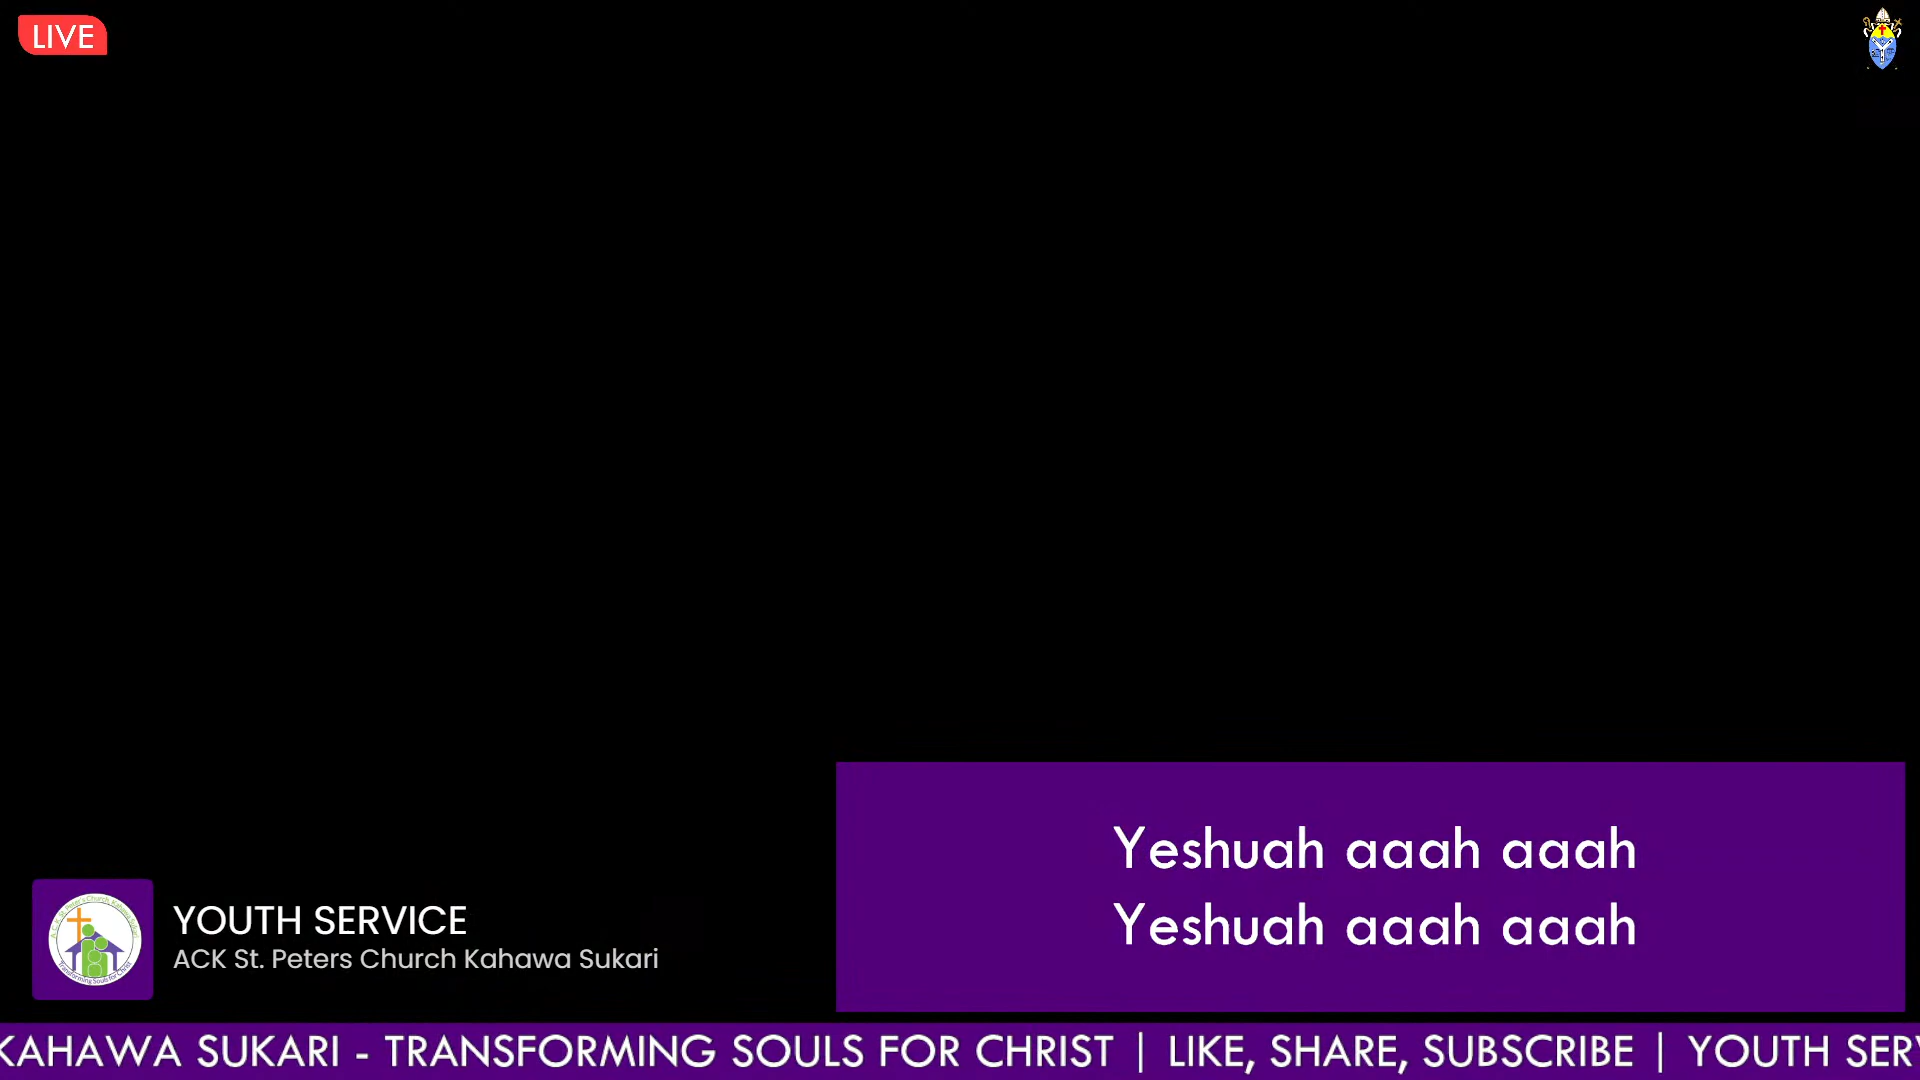 LIVE
Yeshuah aaah aaah
Yeshuah aaah aaah
YOUTH SERVICE
ACK St. Peters Church Kahawa Sukari
KAHAWA SUKARI - TRANSFORMING SOULS FOR CHRIST | LIKE, SHARE, SUBSCRIBE | YOUTH SERV